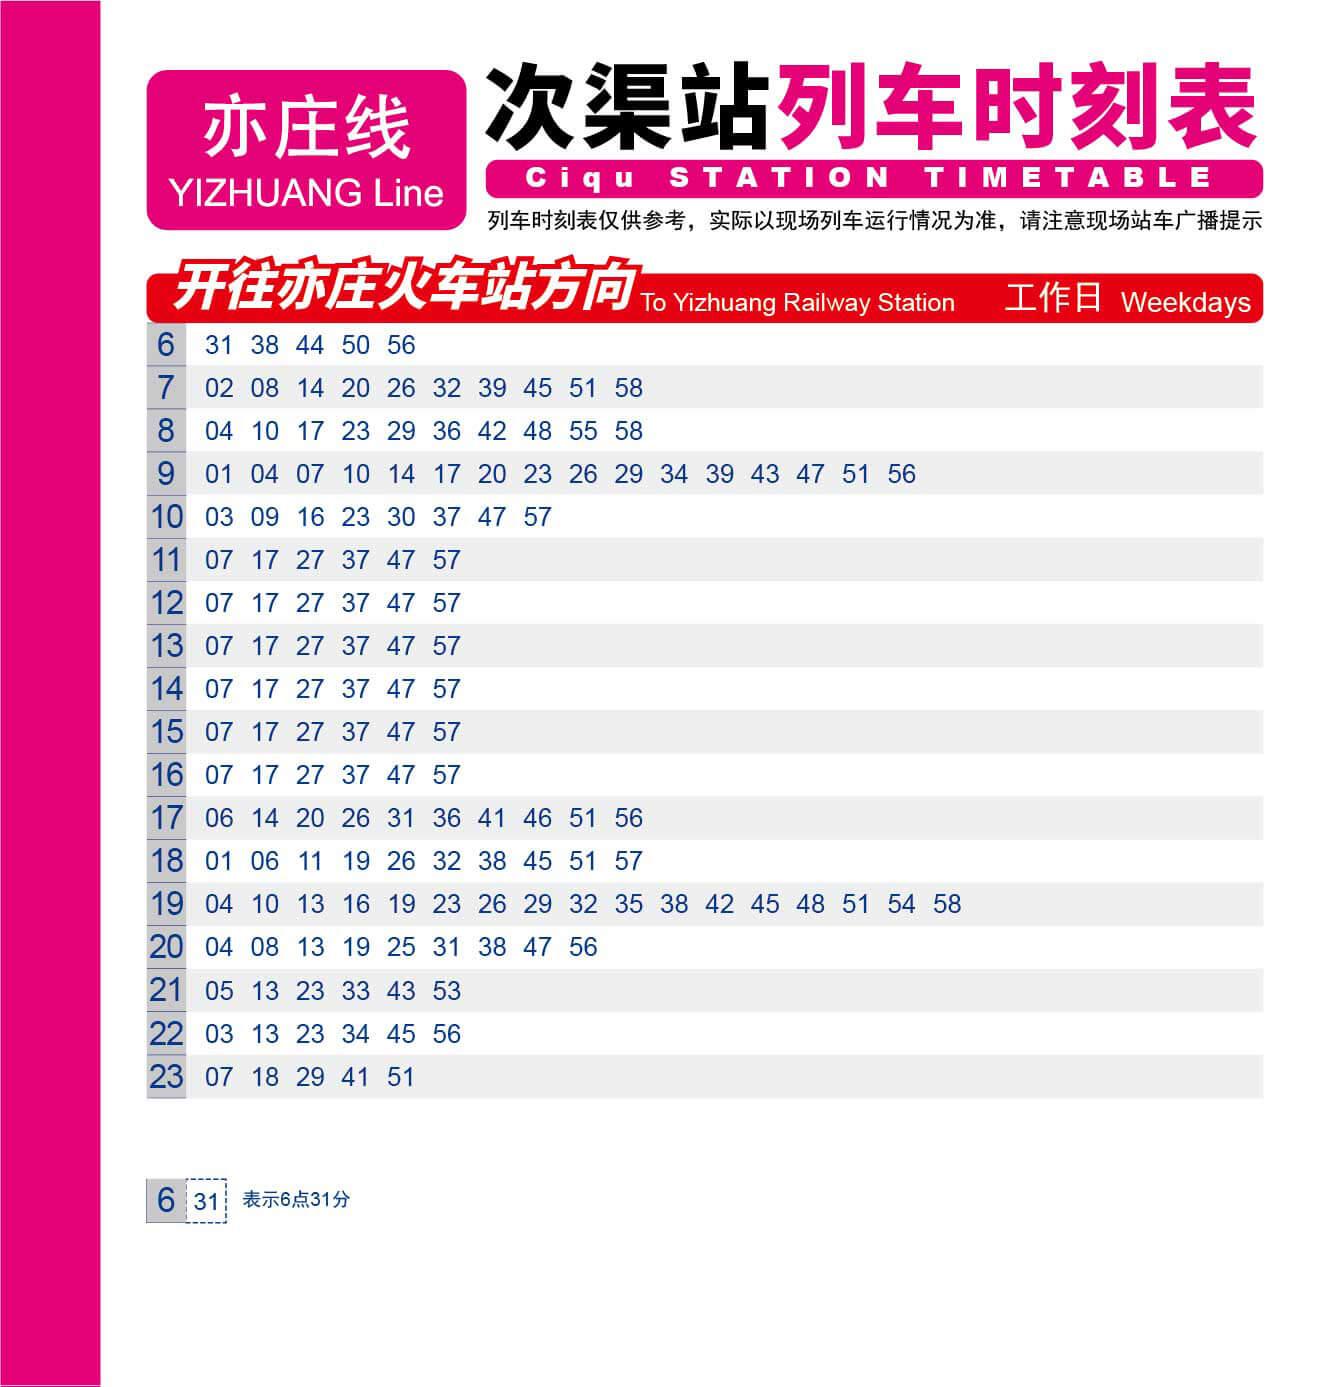 亦庄线
YIZHUANG Line
次渠站列车时刻表
Ciqu STATION TIMETABLE
列车时刻表仅供参考，实际以现场列车运行情况为准，请注意现场站车广播提示
开往亦庄火车站方向 To Yizhuang Railway Station 工作日 Weekdays
6 31 38 44 50 56
7 02 08 14 20 26 32 39 45 51 58
8 04 10 17 23 29 36 42 48 55 58
9 01 04 07 10 14 17 20 23 26 29 34 39 43 47 51 56
10 03 09 16 23 30 37 47 57
11 07 17 27 37 47 57
12 07 17 27 37 47 57
13 07 17 27 37 47 57
14 07 17 27 37 47 57
15 07 17 27 37 47 57
16 07 17 27 37 47 57
17 06 14 20 26 31 36 41 46 51 56
18 01 06 11 19 26 32 38 45 51 57
19 04 10 13 16 19 23 26 29 32 35 38 42 45 48 51 54 58
20 04 08 13 19 25 31 38 47 56
21 05 13 23 33 43 53
22 03 13 23 34 45 56
23 07 18 29 41 51
6 31 表示6点31分